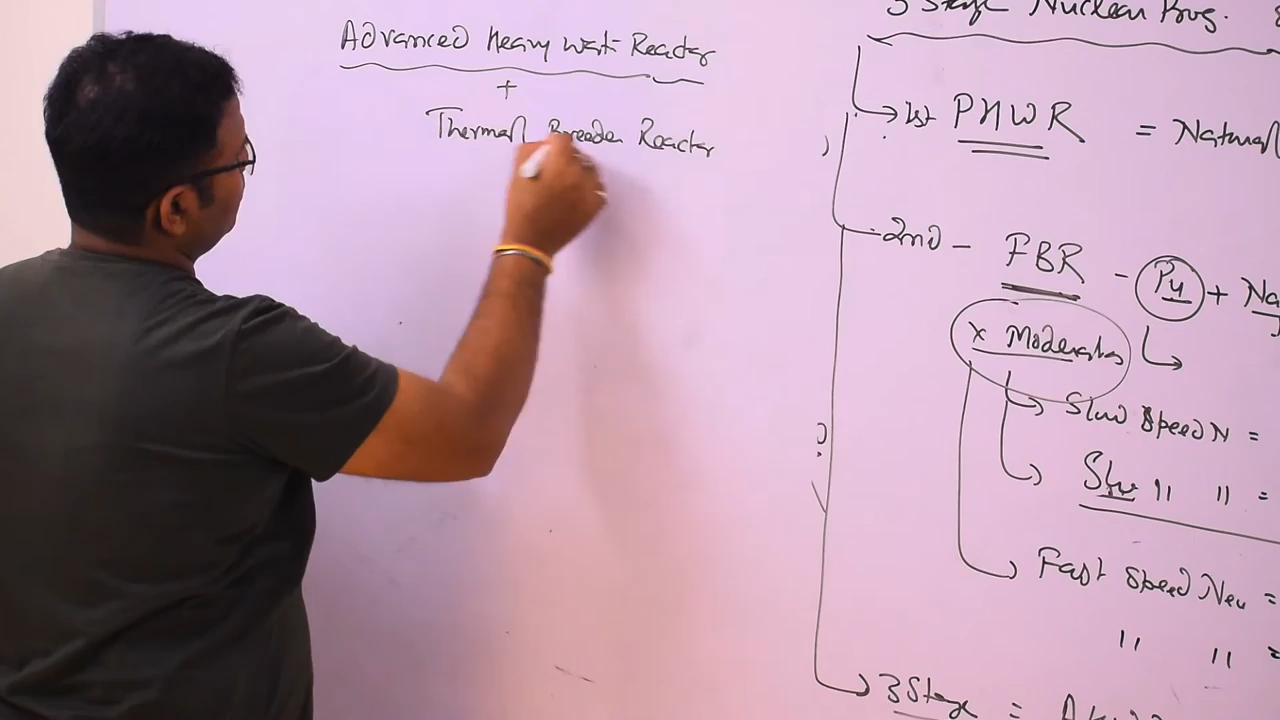 Advanced Heavy Water Reactor
+
Thermal Breeder Reactor
3 Stage Nuclear Prog.
1st PHWR = Natural
2nd - FBR - Pu + Na
x Moderator
Slow Speed N =
Slow " " =
Fast Speed Neu =
" " =
3 Stage =